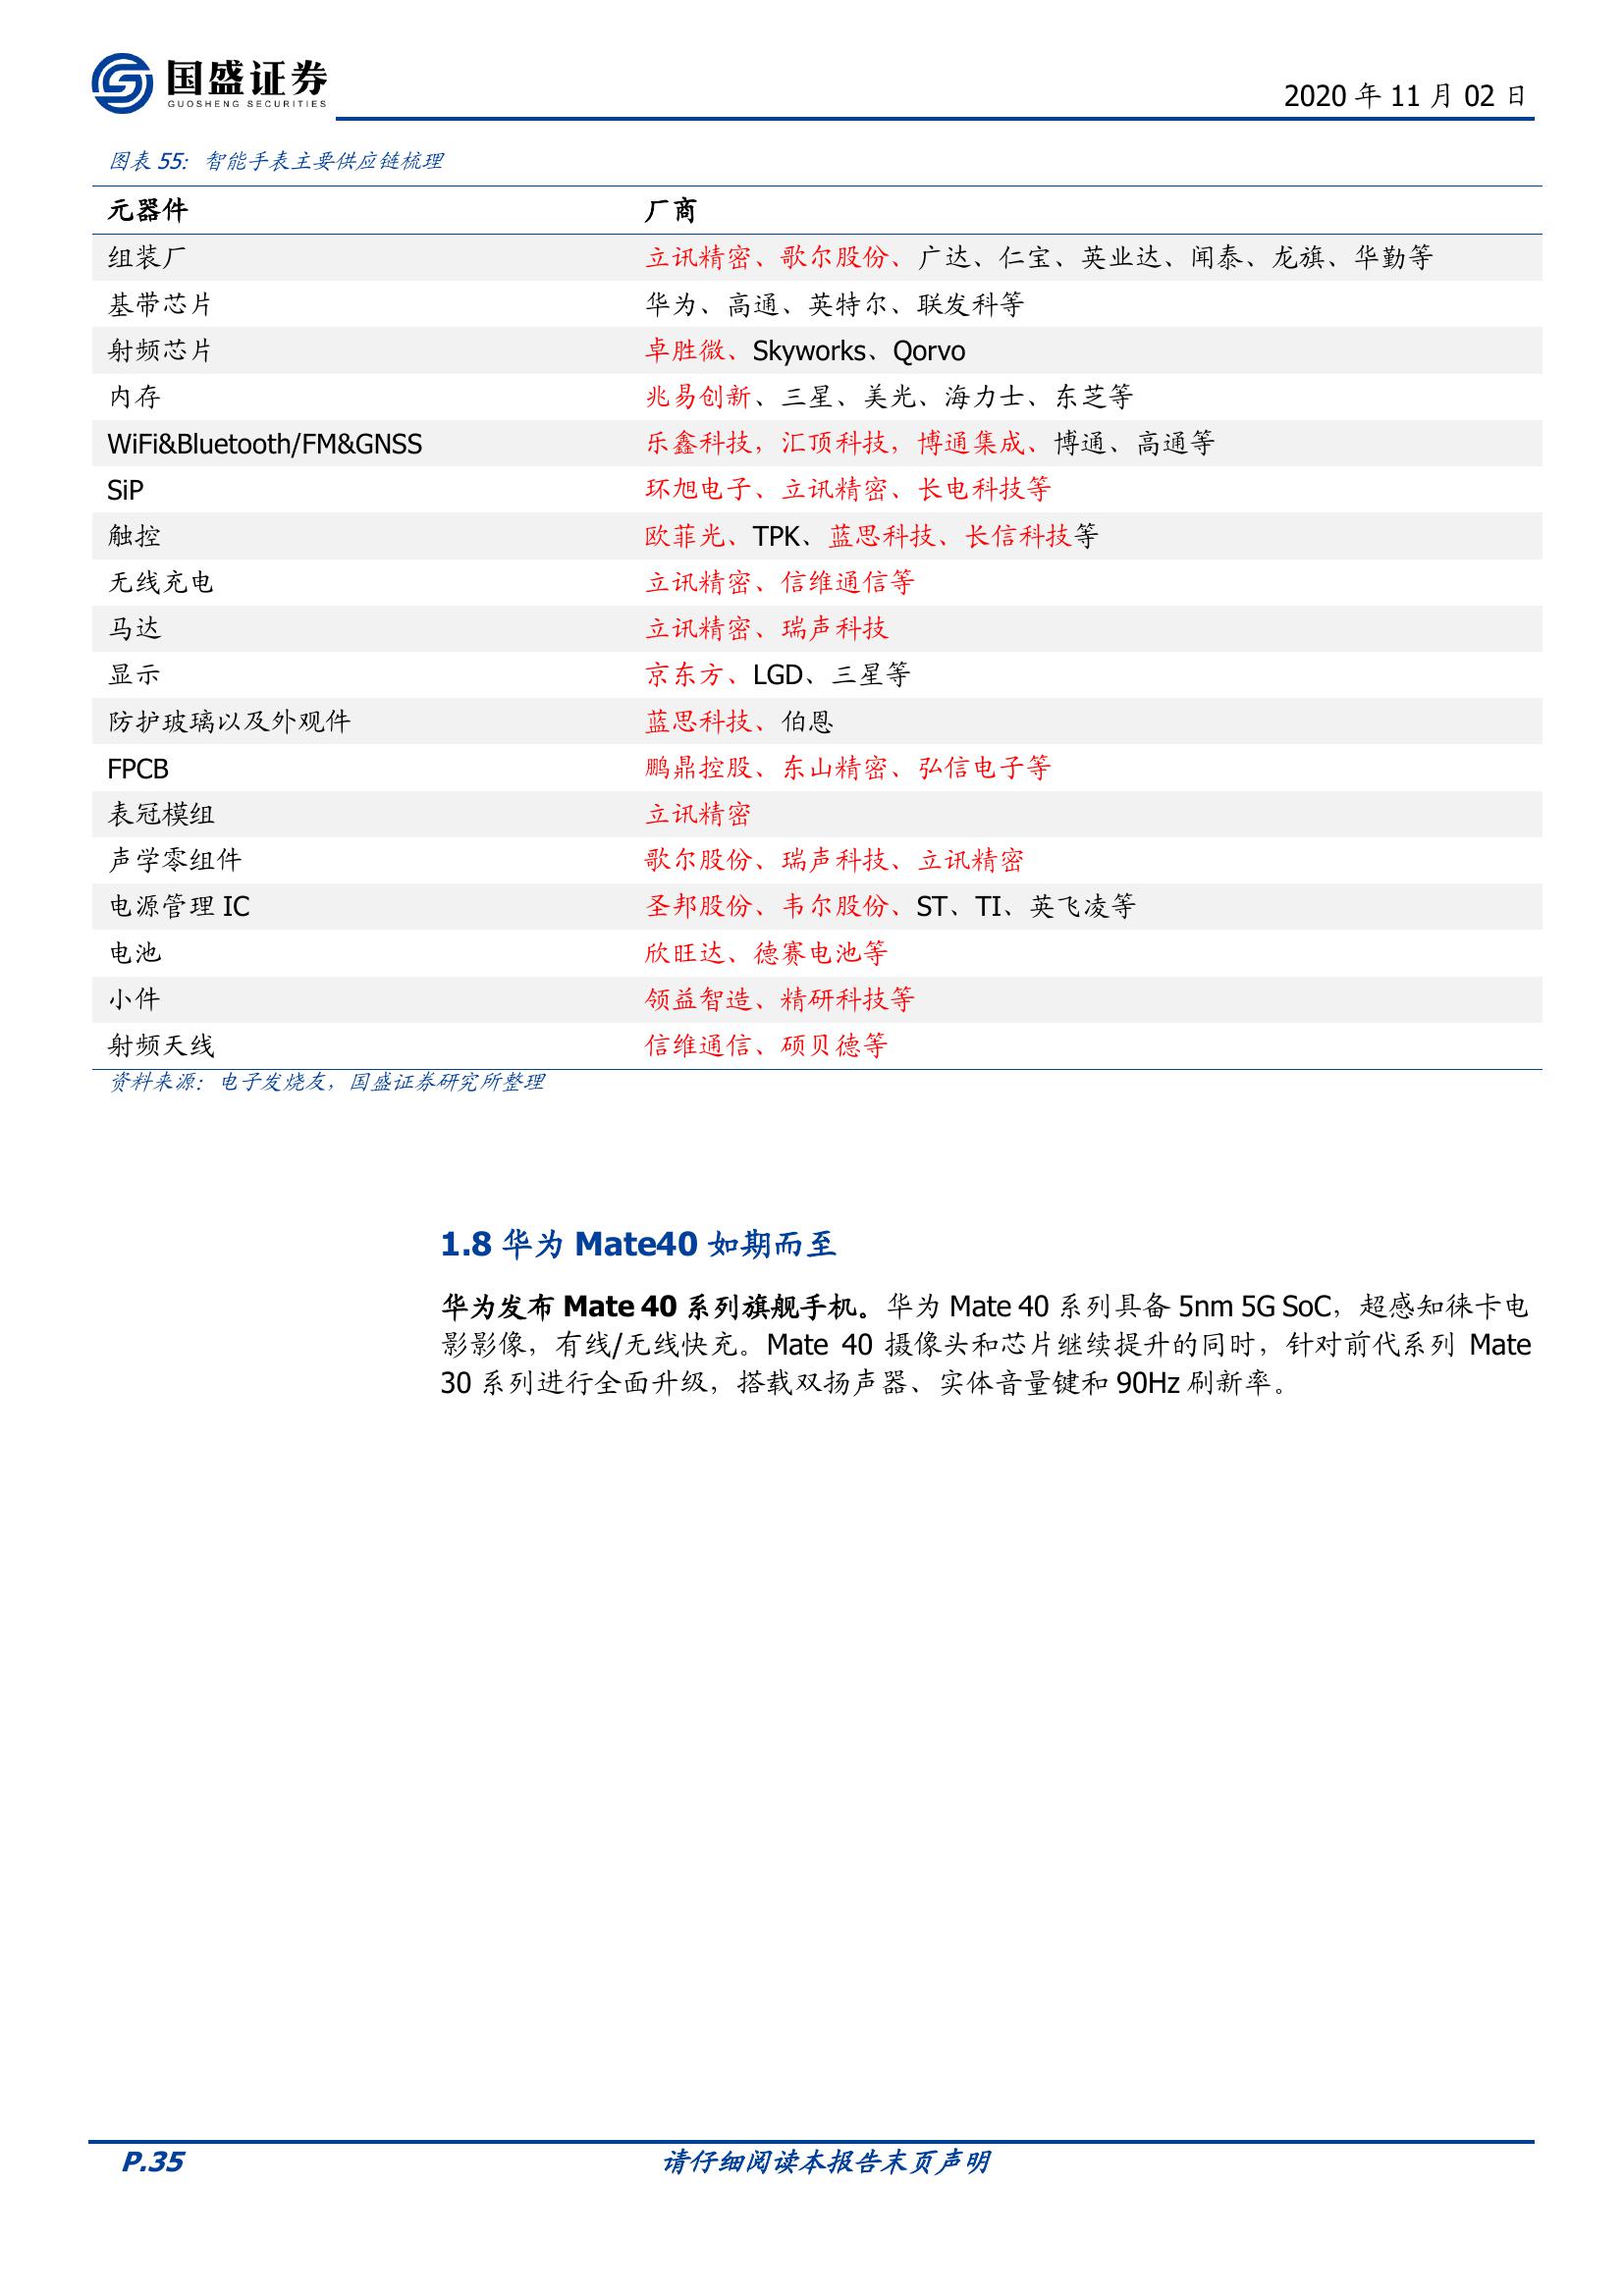 国盛证券
GUOSHENG SECURITIES
2020 年 11 月 02 日
图表 55：智能手表主要供应链梳理
元器件 厂商
组装厂 立讯精密、歌尔股份、广达、仁宝、英业达、闻泰、龙旗、华勤等
基带芯片 华为、高通、英特尔、联发科等
射频芯片 卓胜微、Skyworks、Qorvo
内存 兆易创新、三星、美光、海力士、东芝等
WiFi&Bluetooth/FM&GNSS 乐鑫科技，汇顶科技，博通集成、博通、高通等
SiP 环旭电子、立讯精密、长电科技等
触控 欧菲光、TPK、蓝思科技、长信科技等
无线充电 立讯精密、信维通信等
马达 立讯精密、瑞声科技
显示 京东方、LGD、三星等
防护玻璃以及外观件 蓝思科技、伯恩
FPCB 鹏鼎控股、东山精密、弘信电子等
表冠模组 立讯精密
声学零组件 歌尔股份、瑞声科技、立讯精密
电源管理 IC 圣邦股份、韦尔股份、ST、TI、英飞凌等
电池 欣旺达、德赛电池等
小件 领益智造、精研科技等
射频天线 信维通信、硕贝德等
资料来源：电子发烧友，国盛证券研究所整理
1.8 华为 Mate40 如期而至
华为发布 Mate 40 系列旗舰手机。华为 Mate 40 系列具备 5nm 5G SoC，超感知徕卡电
影影像，有线/无线快充。Mate 40 摄像头和芯片继续提升的同时，针对前代系列 Mate
30 系列进行全面升级，搭载双扬声器、实体音量键和 90Hz 刷新率。
P.35 请仔细阅读本报告末页声明